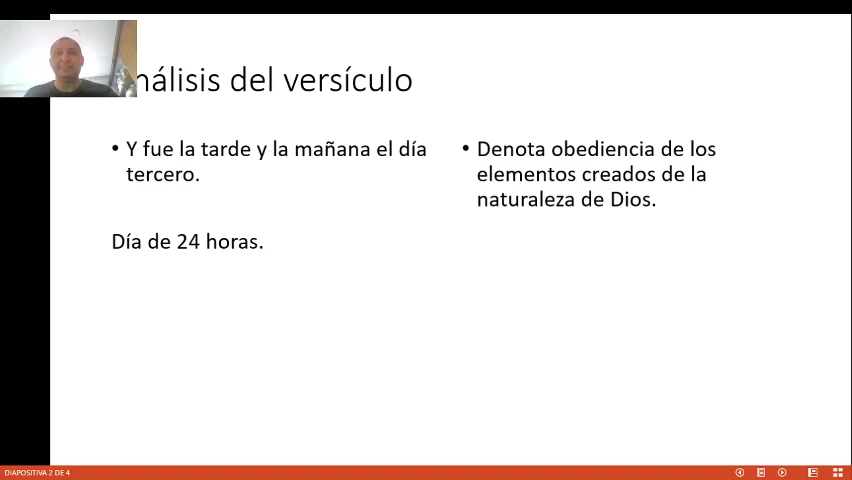 nálisis del versículo
• Y fue la tarde y la mañana el día
tercero.
Día de 24 horas.
• Denota obediencia de los
elementos creados de la
naturaleza de Dios.
DIAPOSITIVA 2 DE 4